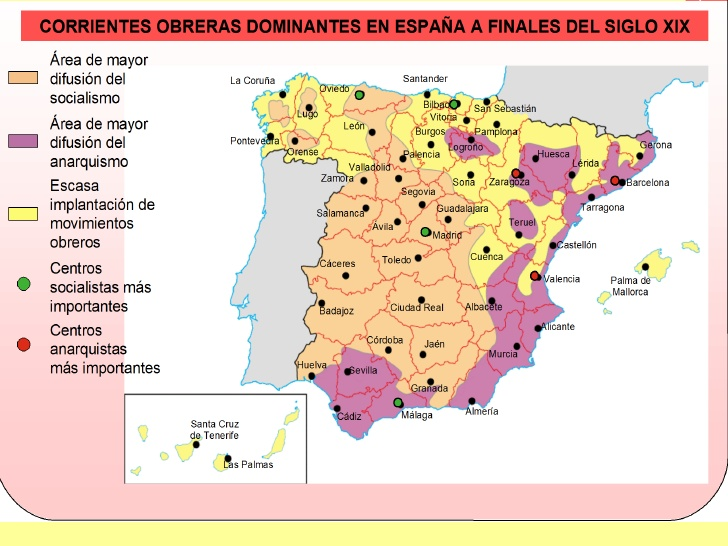 CORRIENTES OBRERAS DOMINANTES EN ESPAÑA A FINALES DEL SIGLO XIX
Área de mayor
difusión del
socialismo
Área de mayor
difusión del
anarquismo
Escasa
implantación de
movimientos
obreros
Centros
socialistas más
importantes
Centros
anarquistas
más importantes
La Coruña
Oviedo
Santander
Bilbao
San Sebastián
Lugo
Vitoria
León
Burgos
Pamplona
Pontevedra
Orense
Palencia
Logroño
Huesca
Lérida
Gerona
Valladolid
Zamora
Soria
Zaragoza
Barcelona
Segovia
Salamanca
Guadalajara
Tarragona
Avila
Madrid
Teruel
Cuenca
Castellón
Cáceres
Toledo
Valencia
Palma de
Mallorca
Badajoz
Ciudad Real
Albacete
Alicante
Córdoba
Jaén
Murcia
Huelva
Sevilla
Granada
Cádiz
Málaga
Almería
Santa Cruz
de Tenerife
Las Palmas